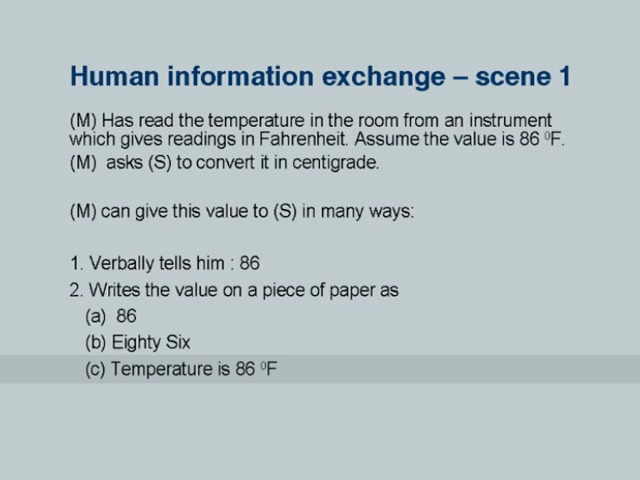 Human information exchange – scene 1
(M) Has read the temperature in the room from an instrument
which gives readings in Fahrenheit. Assume the value is 86 ⁰F.
(M) asks (S) to convert it in centigrade.
(M) can give this value to (S) in many ways:
1. Verbally tells him : 86
2. Writes the value on a piece of paper as
(a) 86
(b) Eighty Six
(c) Temperature is 86 ⁰F